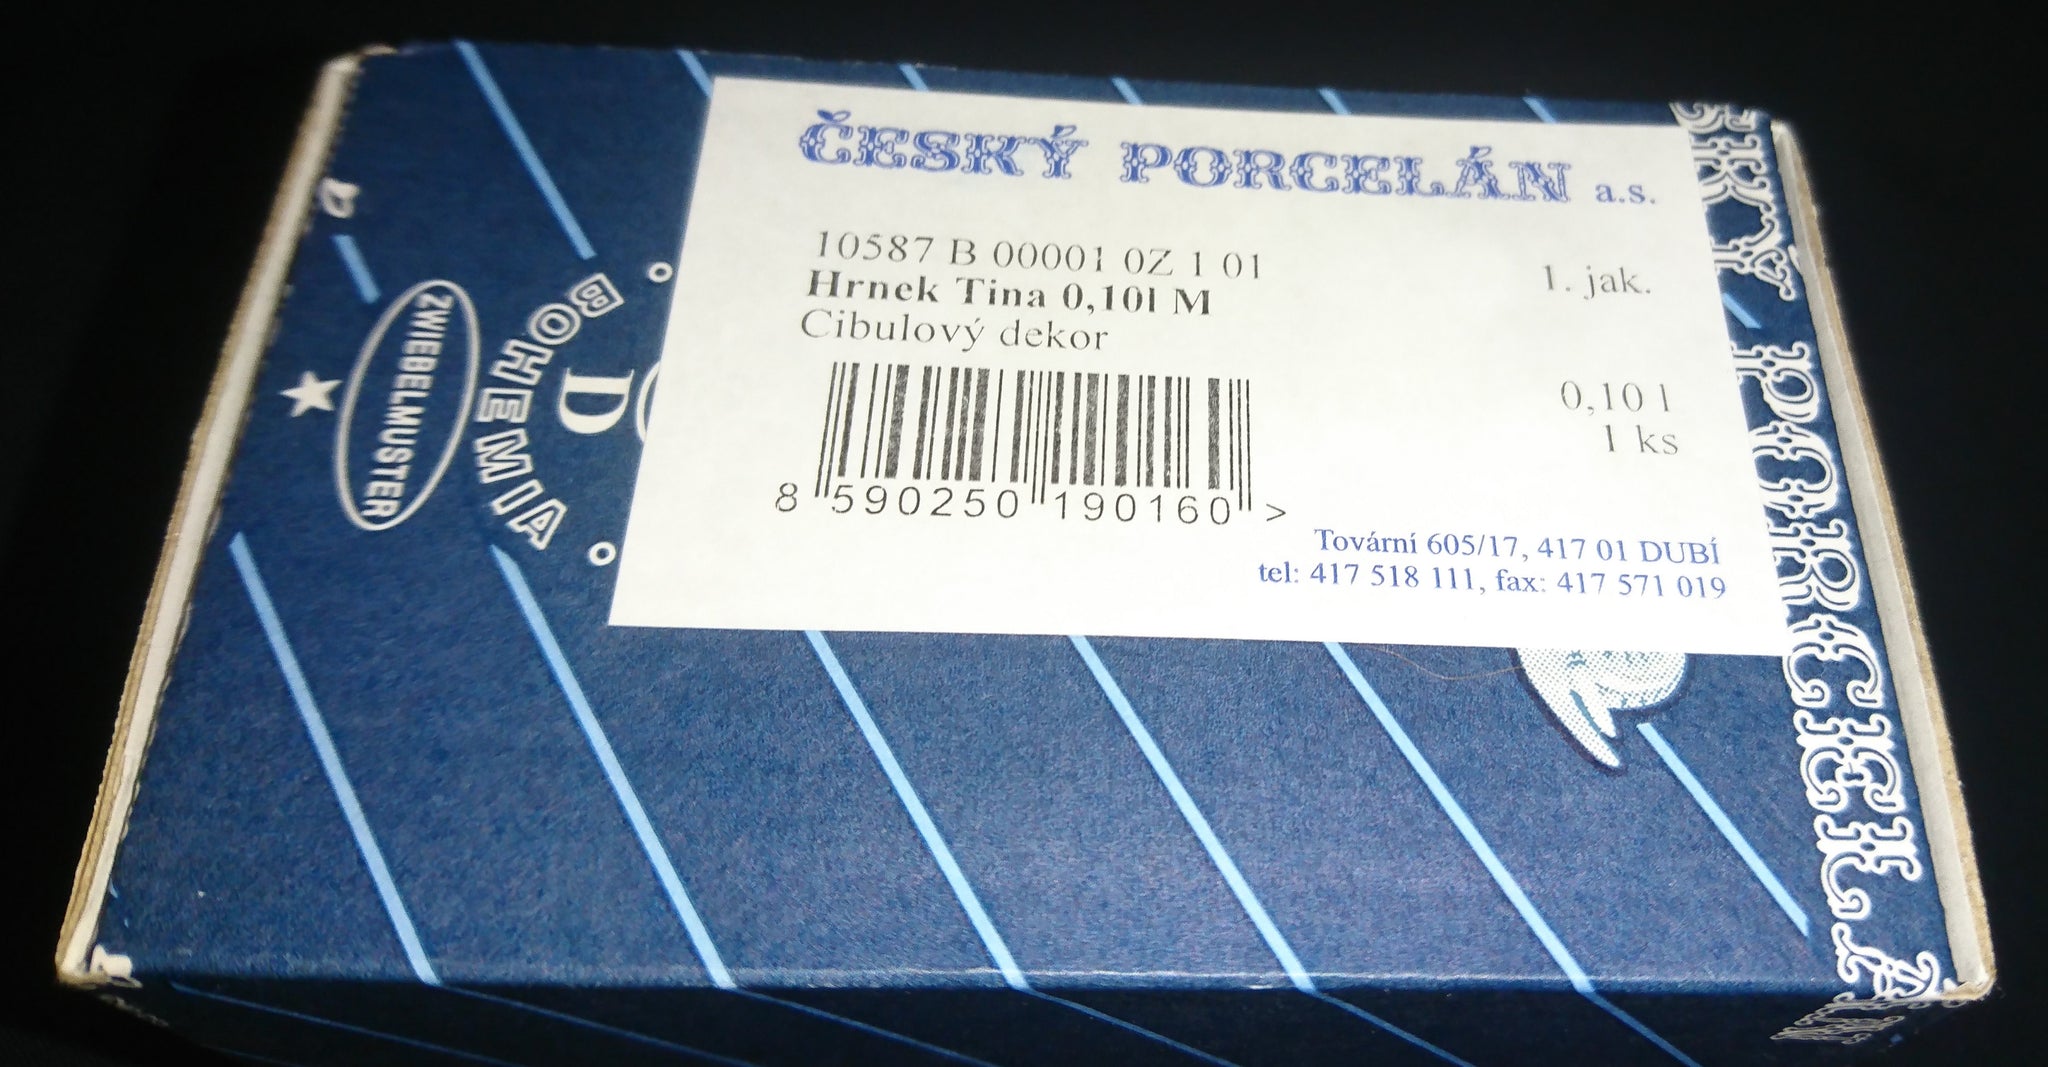 ČESKÝ PORCELÁN a.s.
10587 B 00001 0Z 1 01
1. jak.
Hrnek Tina 0,10l M
Cibulový dekor
0,10 l
1 ks
8 590250 190160 >
Tovární 605/17, 417 01 DUBÍ
tel: 417 518 111, fax: 417 571 019
BOHEMIA
D
ZWIEBELMUSTER
SKÝ PORCELÁN